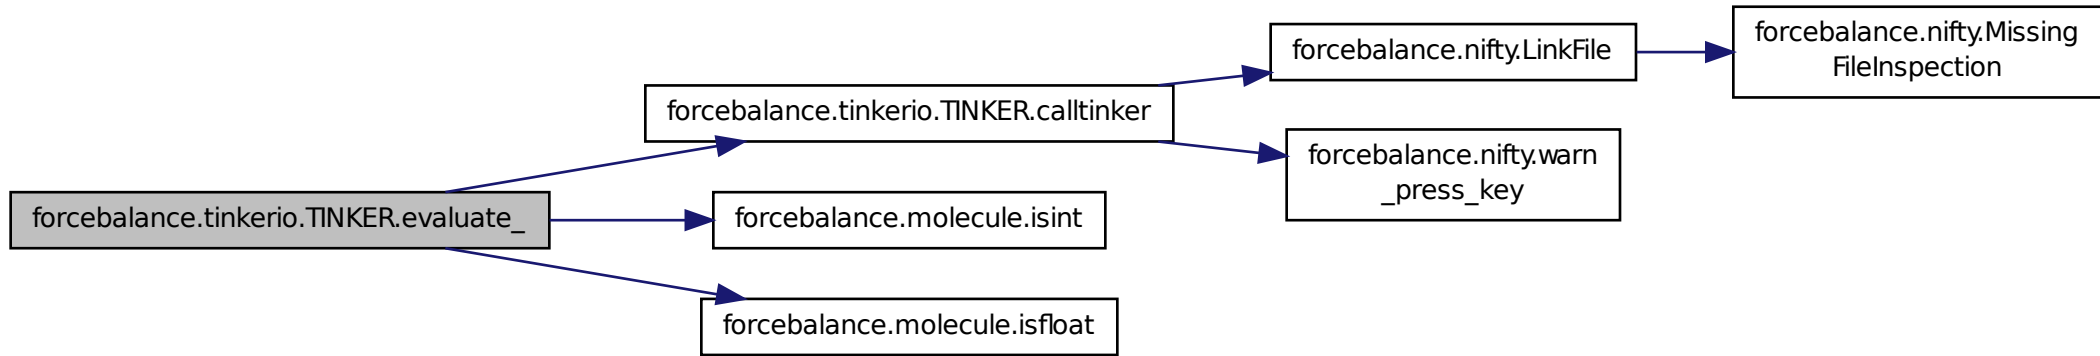 forcebalance.tinkerio.TINKER.evaluate_
forcebalance.tinkerio.TINKER.calltinker
forcebalance.nifty.LinkFile
forcebalance.nifty.Missing
FileInspection
forcebalance.nifty.warn
_press_key
forcebalance.molecule.isint
forcebalance.molecule.isfloat